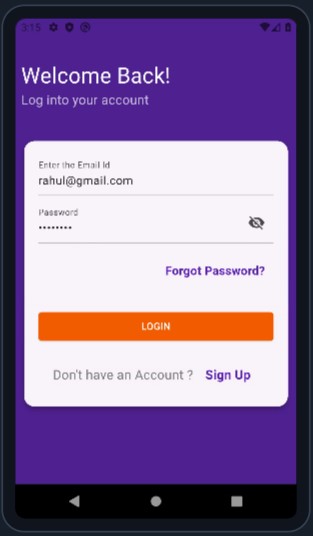 3:15
Welcome Back!
Log into your account
Enter the Email Id
rahul@gmail.com
Password
••••••••
Forgot Password?
LOGIN
Don't have an Account ? Sign Up